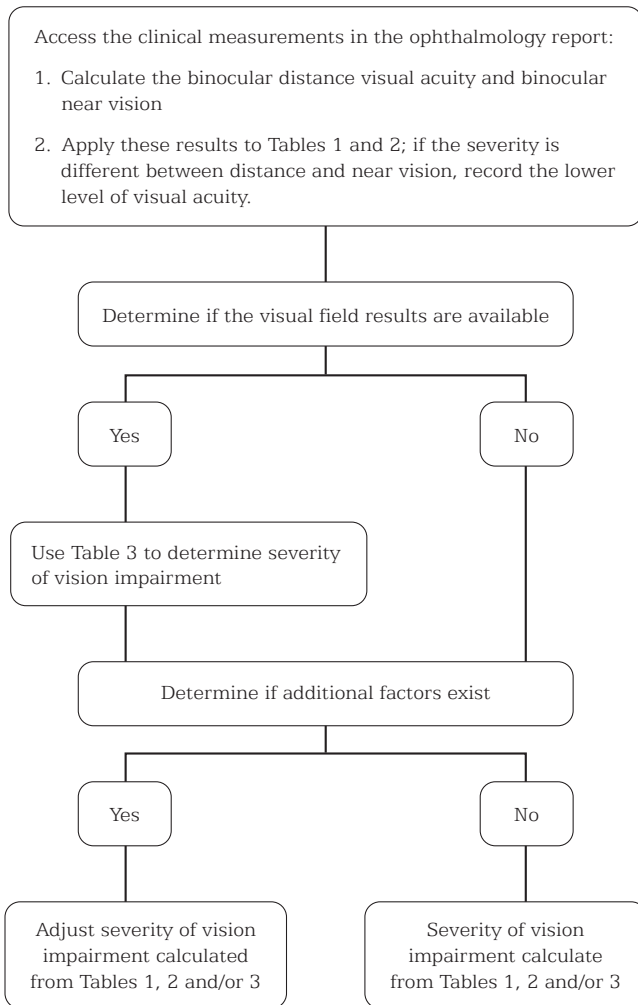 Access the clinical measurements in the ophthalmology report:
1. Calculate the binocular distance visual acuity and binocular
near vision
2. Apply these results to Tables 1 and 2; if the severity is
different between distance and near vision, record the lower
level of visual acuity.
Determine if the visual field results are available
Yes
No
Use Table 3 to determine severity
of vision impairment
Determine if additional factors exist
Yes
No
Adjust severity of vision
impairment calculated
from Tables 1, 2 and/or 3
Severity of vision
impairment calculate
from Tables 1, 2 and/or 3